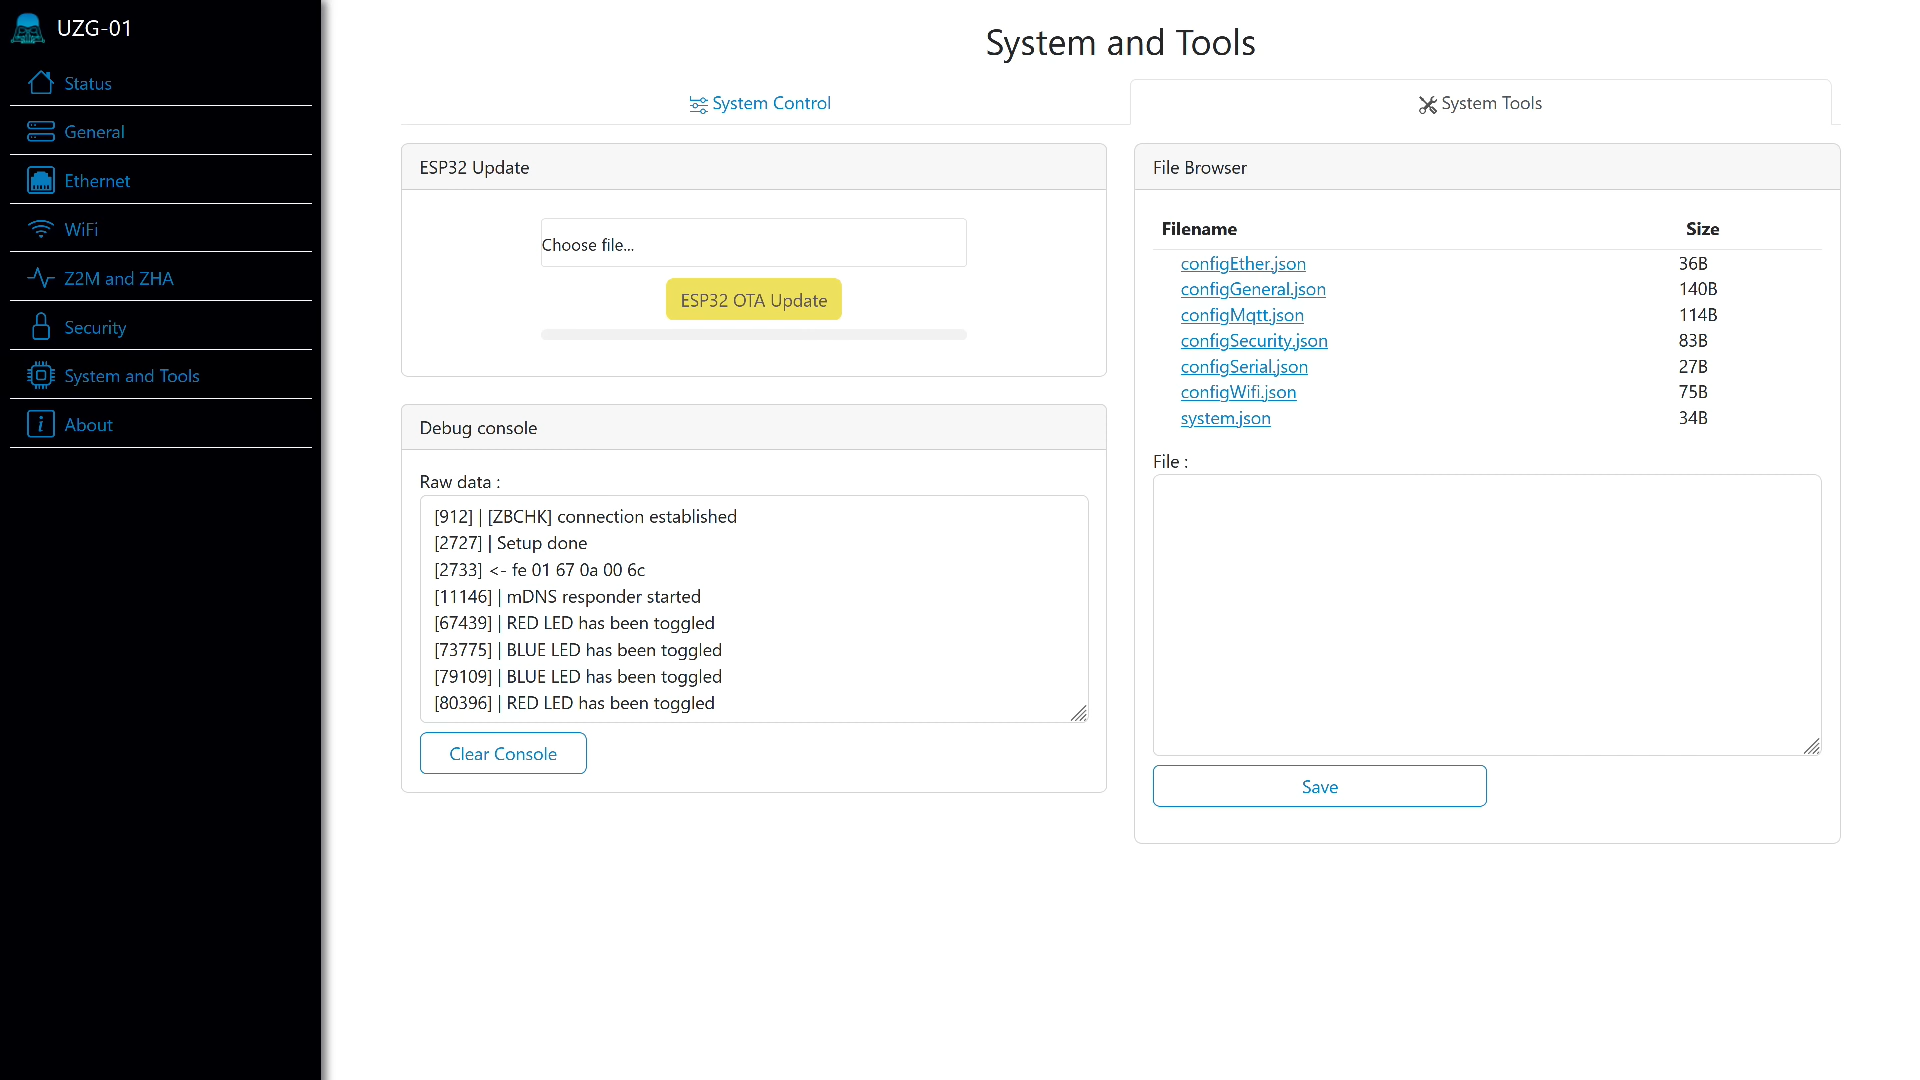 UZG-01
Status
General
Ethernet
WiFi
Z2M and ZHA
Security
System and Tools
About
System and Tools
System Control
System Tools
ESP32 Update
Choose file...
ESP32 OTA Update
Debug console
Raw data :
[912] | [ZBCHK] connection established
[2727] | Setup done
[2733] <- fe 01 67 0a 00 6c
[11146] | mDNS responder started
[67439] | RED LED has been toggled
[73775] | BLUE LED has been toggled
[79109] | BLUE LED has been toggled
[80396] | RED LED has been toggled
Clear Console
File Browser
Filename Size
configEther.json 36B
configGeneral.json 140B
configMqtt.json 114B
configSecurity.json 83B
configSerial.json 27B
configWifi.json 75B
system.json 34B
File :
Save